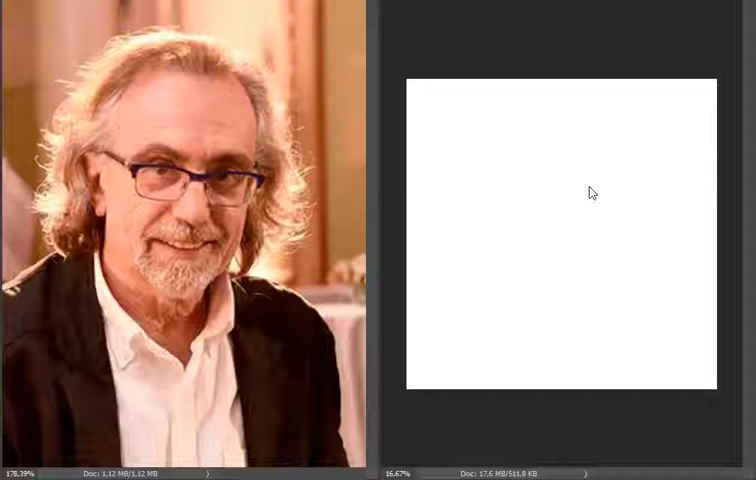 178,39% Doc: 1,12 MB/1,12 MB
16,67% Doc: 17,6 MB/511,8 KB